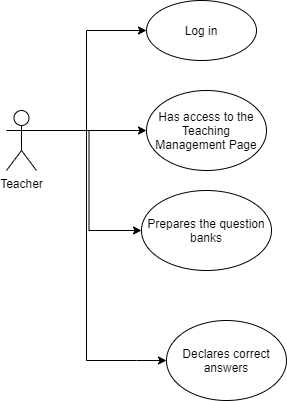 Log in
Has access to the
Teaching
Management Page
Teacher
Prepares the question
banks
Declares correct
answers